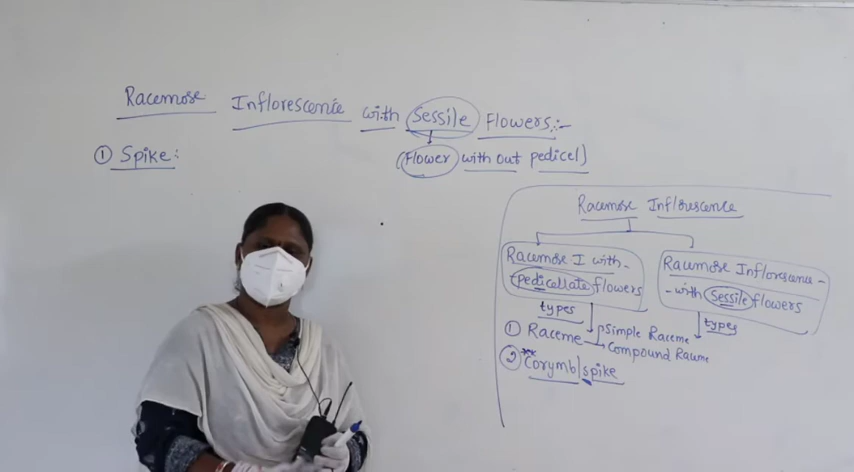 Racemose Inflorescence with Sessile Flowers:-
① Spike:
(Flower with out pedicel)
Racemose Inflorescence
Racemose I with-
pedicellate flowers
types
① Raceme
Simple Raceme
Compound Raceme
② ** Corymb/spike
Racemose Inflorescence-
-with Sessile flowers
types